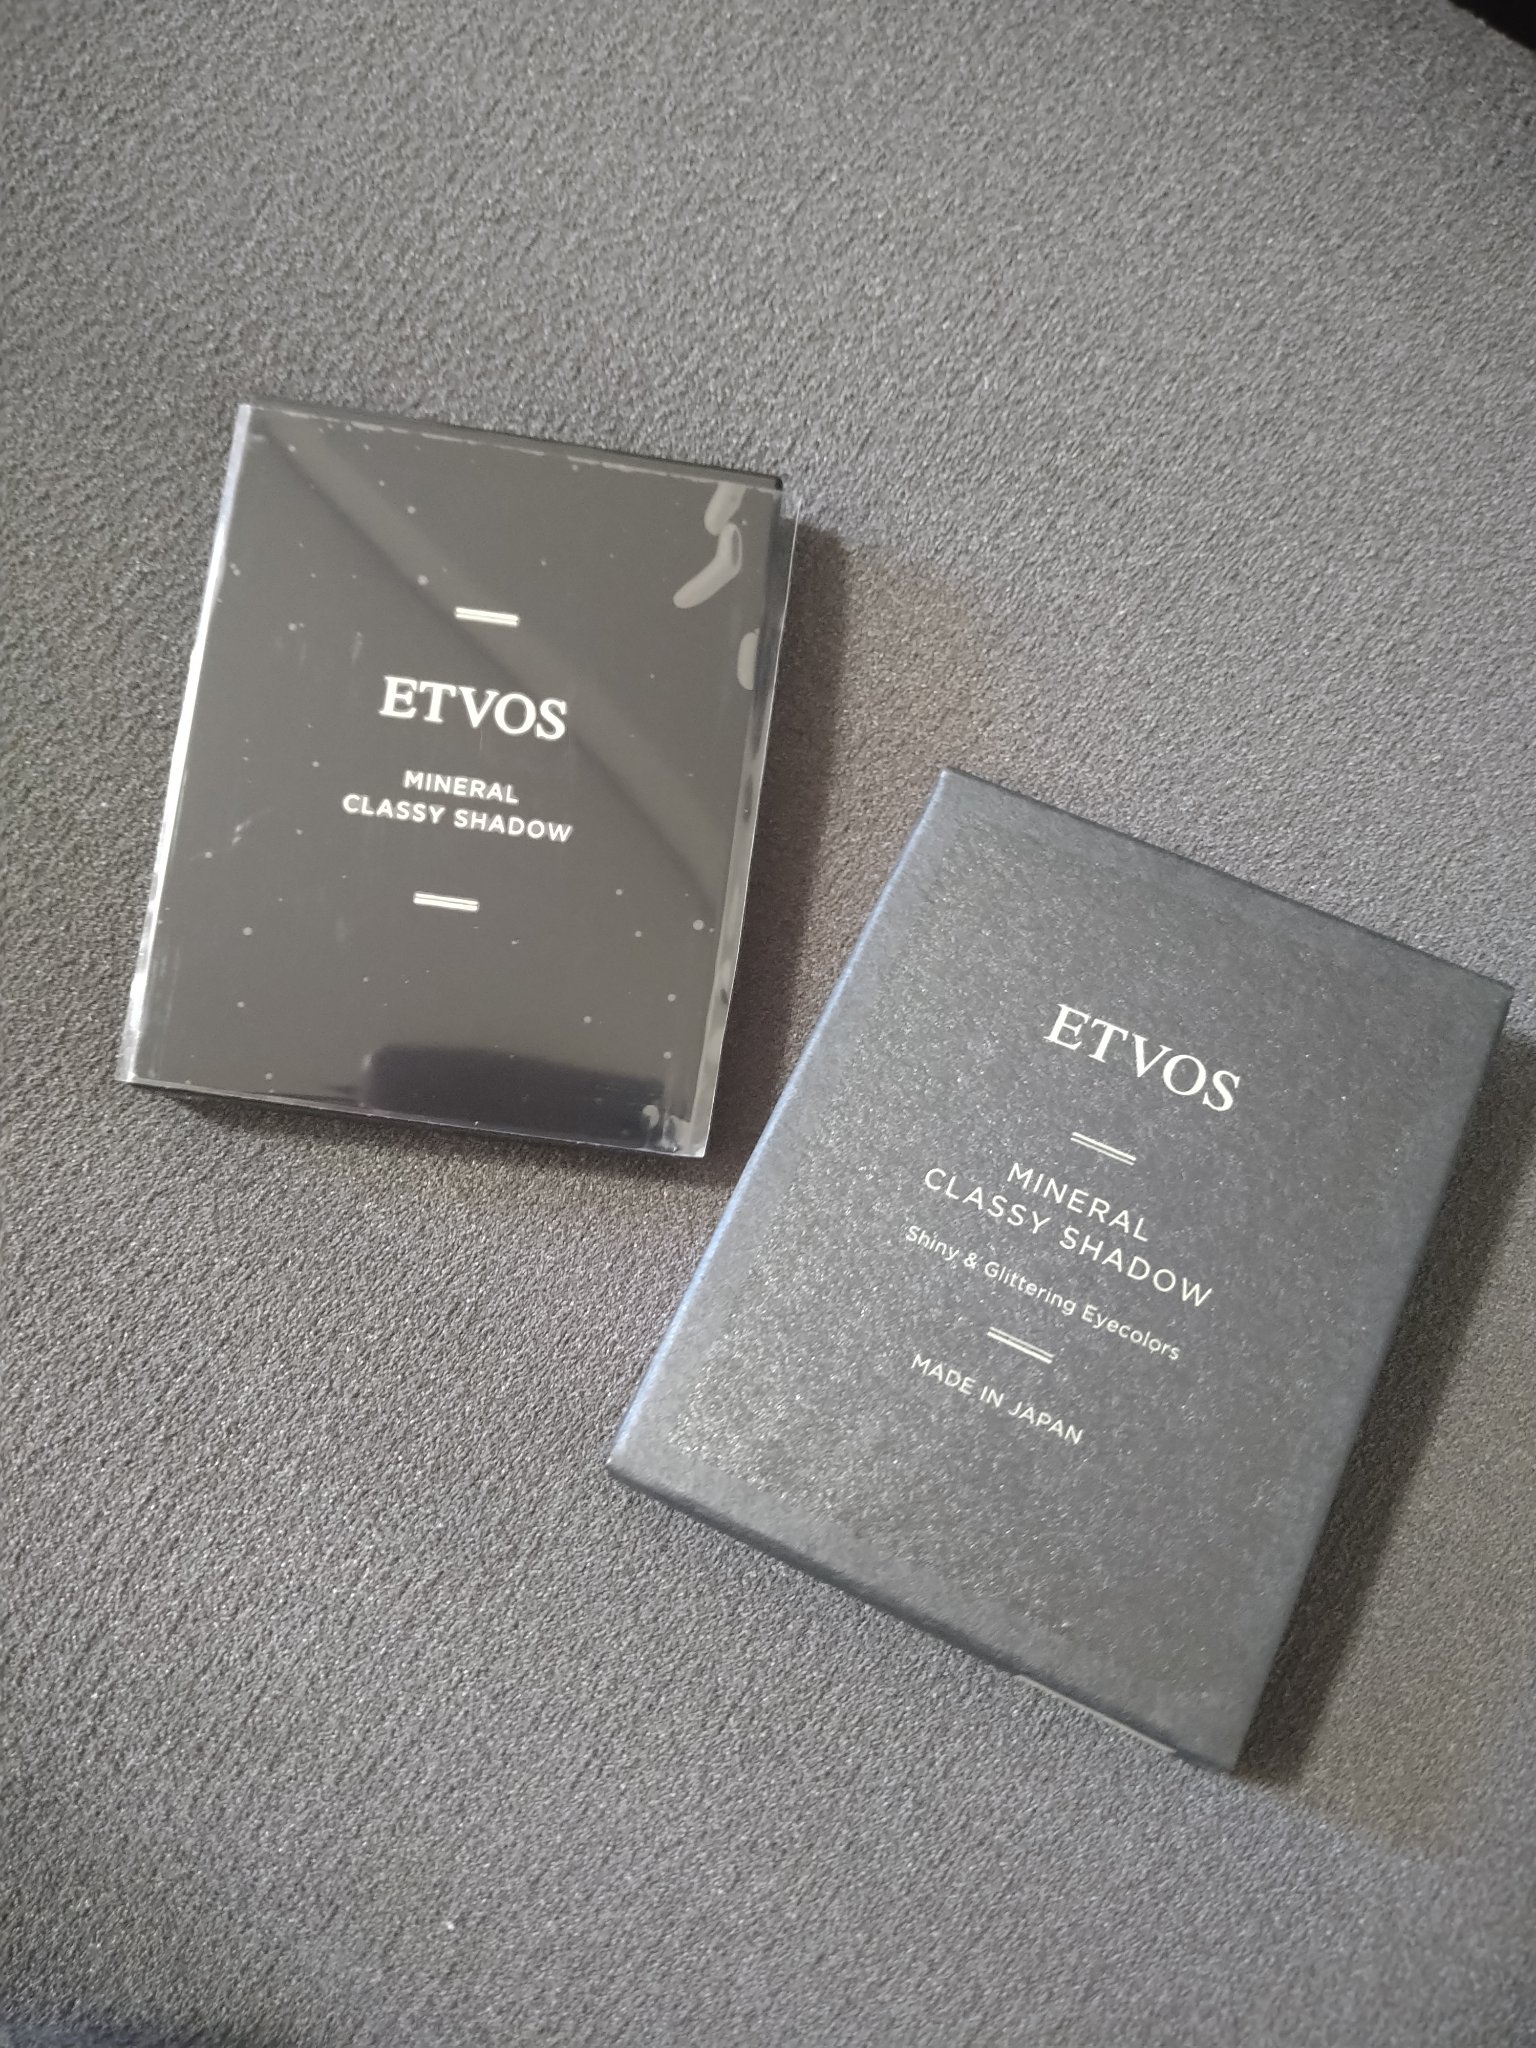 ETVOS
MINERAL
CLASSY SHADOW
ETVOS
MINERAL
CLASSY SHADOW
Shiny & Glittering Eyecolors
MADE IN JAPAN